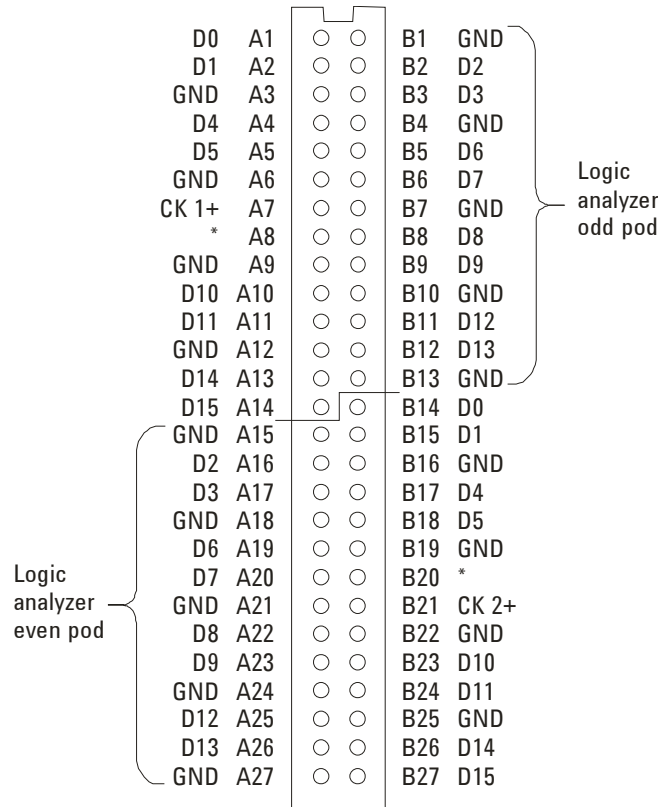 D0 A1 B1 GND
D1 A2 B2 D2
GND A3 B3 D3
D4 A4 B4 GND
D5 A5 B5 D6
GND A6 B6 D7
CK 1+ A7 B7 GND
* A8 B8 D8
GND A9 B9 D9
D10 A10 B10 GND
D11 A11 B11 D12
GND A12 B12 D13
D14 A13 B13 GND
D15 A14 B14 D0
GND A15 B15 D1
D2 A16 B16 GND
D3 A17 B17 D4
GND A18 B18 D5
D6 A19 B19 GND
D7 A20 B20 *
GND A21 B21 CK 2+
D8 A22 B22 GND
D9 A23 B23 D10
GND A24 B24 D11
D12 A25 B25 GND
D13 A26 B26 D14
GND A27 B27 D15
Logic
analyzer
odd pod
Logic
analyzer
even pod